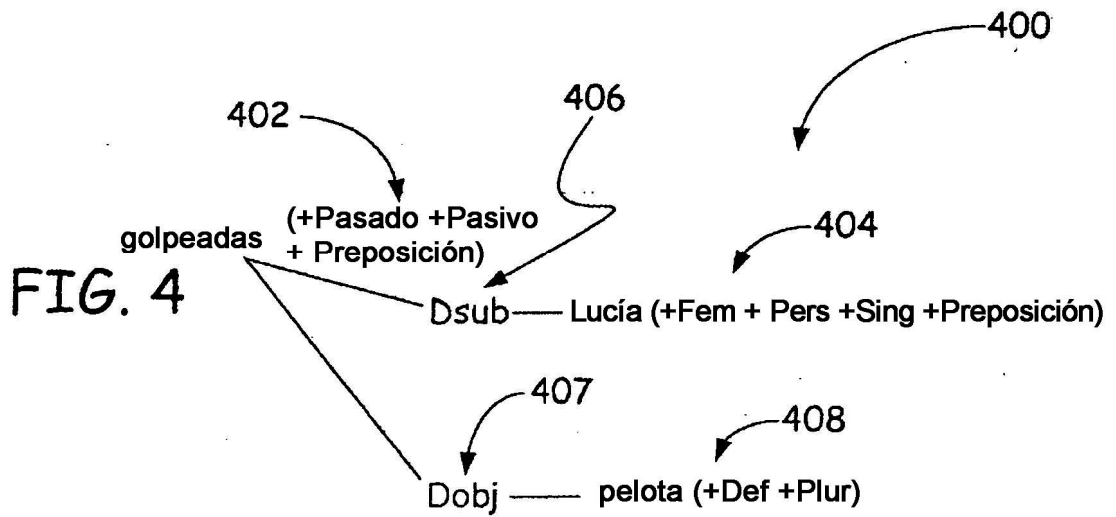 400
406
402
(+Pasado +Pasivo
+ Preposición)
golpeadas
404
FIG. 4
Dsub
Lucía (+Fem + Pers +Sing +Preposición)
407
408
Dobj
pelota (+Def +Plur)